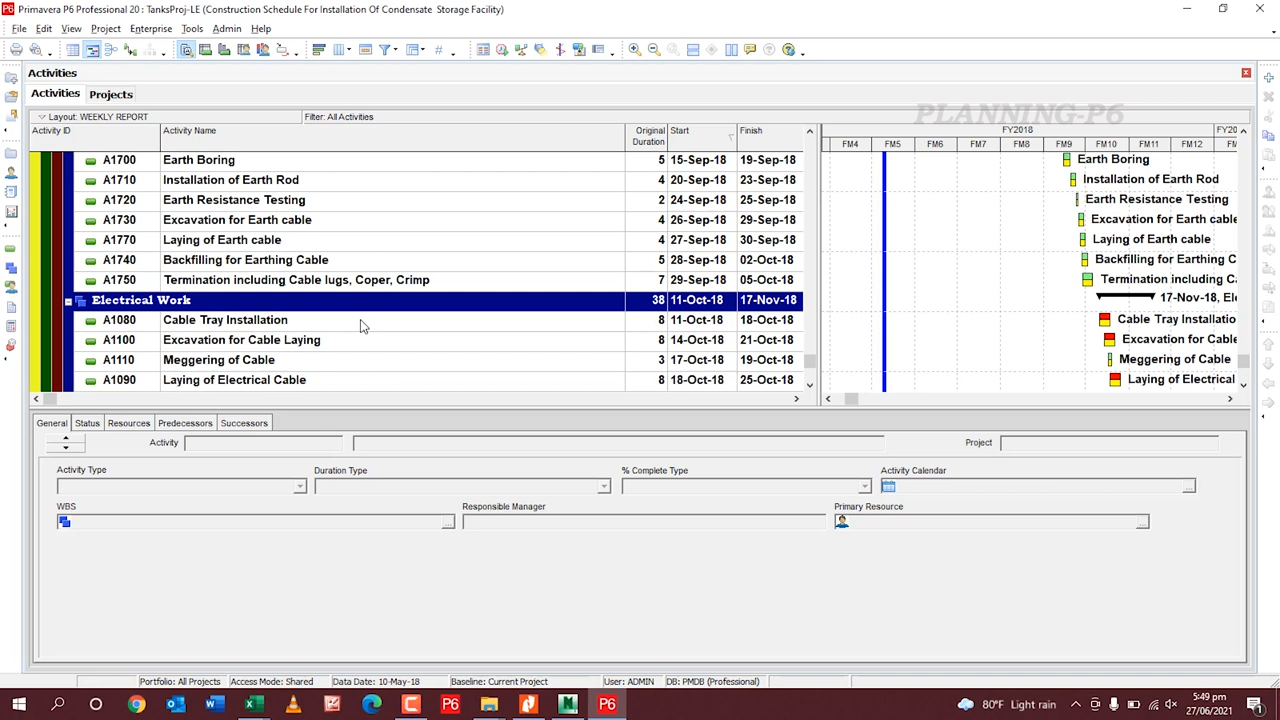 Primavera P6 Professional 20 : TanksProj-LE (Construction Schedule For Installation Of Condensate Storage Facility)
File Edit View Project Enterprise Tools Admin Help
Activities
Activities Projects
PLANNING-P6
Layout: WEEKLY REPORT Filter: All Activities
Activity ID Activity Name Original Duration Start Finish FY2018 FY20
FM4 FM5 FM6 FM7 FM8 FM9 FM10 FM11 FM12
A1700 Earth Boring 5 15-Sep-18 19-Sep-18 Earth Boring
A1710 Installation of Earth Rod 4 20-Sep-18 23-Sep-18 Installation of Earth Rod
A1720 Earth Resistance Testing 2 24-Sep-18 25-Sep-18 Earth Resistance Testing
A1730 Excavation for Earth cable 4 26-Sep-18 29-Sep-18 Excavation for Earth cable
A1770 Laying of Earth cable 4 27-Sep-18 30-Sep-18 Laying of Earth cable
A1740 Backfilling for Earthing Cable 5 28-Sep-18 02-Oct-18 Backfilling for Earthing C
A1750 Termination including Cable lugs, Coper, Crimp 7 29-Sep-18 05-Oct-18 Termination including C
Electrical Work 38 11-Oct-18 17-Nov-18 17-Nov-18, Ele
A1080 Cable Tray Installation 8 11-Oct-18 18-Oct-18 Cable Tray Installatio
A1100 Excavation for Cable Laying 8 14-Oct-18 21-Oct-18 Excavation for Cable
A1110 Meggering of Cable 3 17-Oct-18 19-Oct-18 Meggering of Cable
A1090 Laying of Electrical Cable 8 18-Oct-18 25-Oct-18 Laying of Electrical
General Status Resources Predecessors Successors
Activity Project
Activity Type Duration Type % Complete Type Activity Calendar
WBS Responsible Manager Primary Resource
Portfolio: All Projects Access Mode: Shared Data Date: 10-May-18 Baseline: Current Project User: ADMIN DB: PMDB (Professional)
80°F Light rain 5:49 pm
27/06/2021